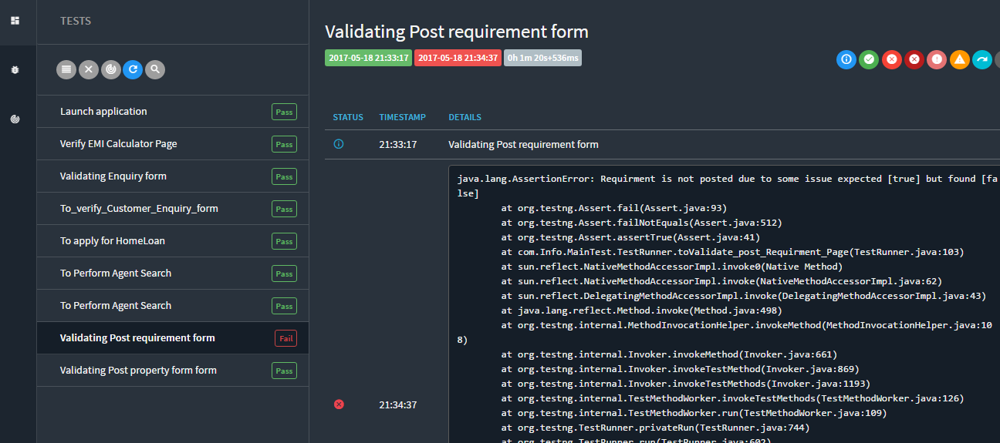 TESTS
Launch application Pass
Verify EMI Calculator Page Pass
Validating Enquiry form Pass
To_verify_Customer_Enquiry_form Pass
To apply for HomeLoan Pass
To Perform Agent Search Pass
To Perform Agent Search Pass
Validating Post requirement form Fail
Validating Post property form form Pass
Validating Post requirement form
2017-05-18 21:33:17 2017-05-18 21:34:37 0h 1m 20s+536ms
STATUS TIMESTAMP DETAILS
21:33:17 Validating Post requirement form
21:34:37
java.lang.AssertionError: Requirment is not posted due to some issue expected [true] but found [fa
lse]
at org.testng.Assert.fail(Assert.java:93)
at org.testng.Assert.failNotEquals(Assert.java:512)
at org.testng.Assert.assertTrue(Assert.java:41)
at com.Info.MainTest.TestRunner.toValidate_post_Requirment_Page(TestRunner.java:103)
at sun.reflect.NativeMethodAccessorImpl.invoke0(Native Method)
at sun.reflect.NativeMethodAccessorImpl.invoke(NativeMethodAccessorImpl.java:62)
at sun.reflect.DelegatingMethodAccessorImpl.invoke(DelegatingMethodAccessorImpl.java:43)
at java.lang.reflect.Method.invoke(Method.java:498)
at org.testng.internal.MethodInvocationHelper.invokeMethod(MethodInvocationHelper.java:10
8)
at org.testng.internal.Invoker.invokeMethod(Invoker.java:661)
at org.testng.internal.Invoker.invokeTestMethod(Invoker.java:869)
at org.testng.internal.Invoker.invokeTestMethods(Invoker.java:1193)
at org.testng.internal.TestMethodWorker.invokeTestMethods(TestMethodWorker.java:126)
at org.testng.internal.TestMethodWorker.run(TestMethodWorker.java:109)
at org.testng.TestRunner.privateRun(TestRunner.java:744)
at org.testng.TestRunner.run(TestRunner.java:602)